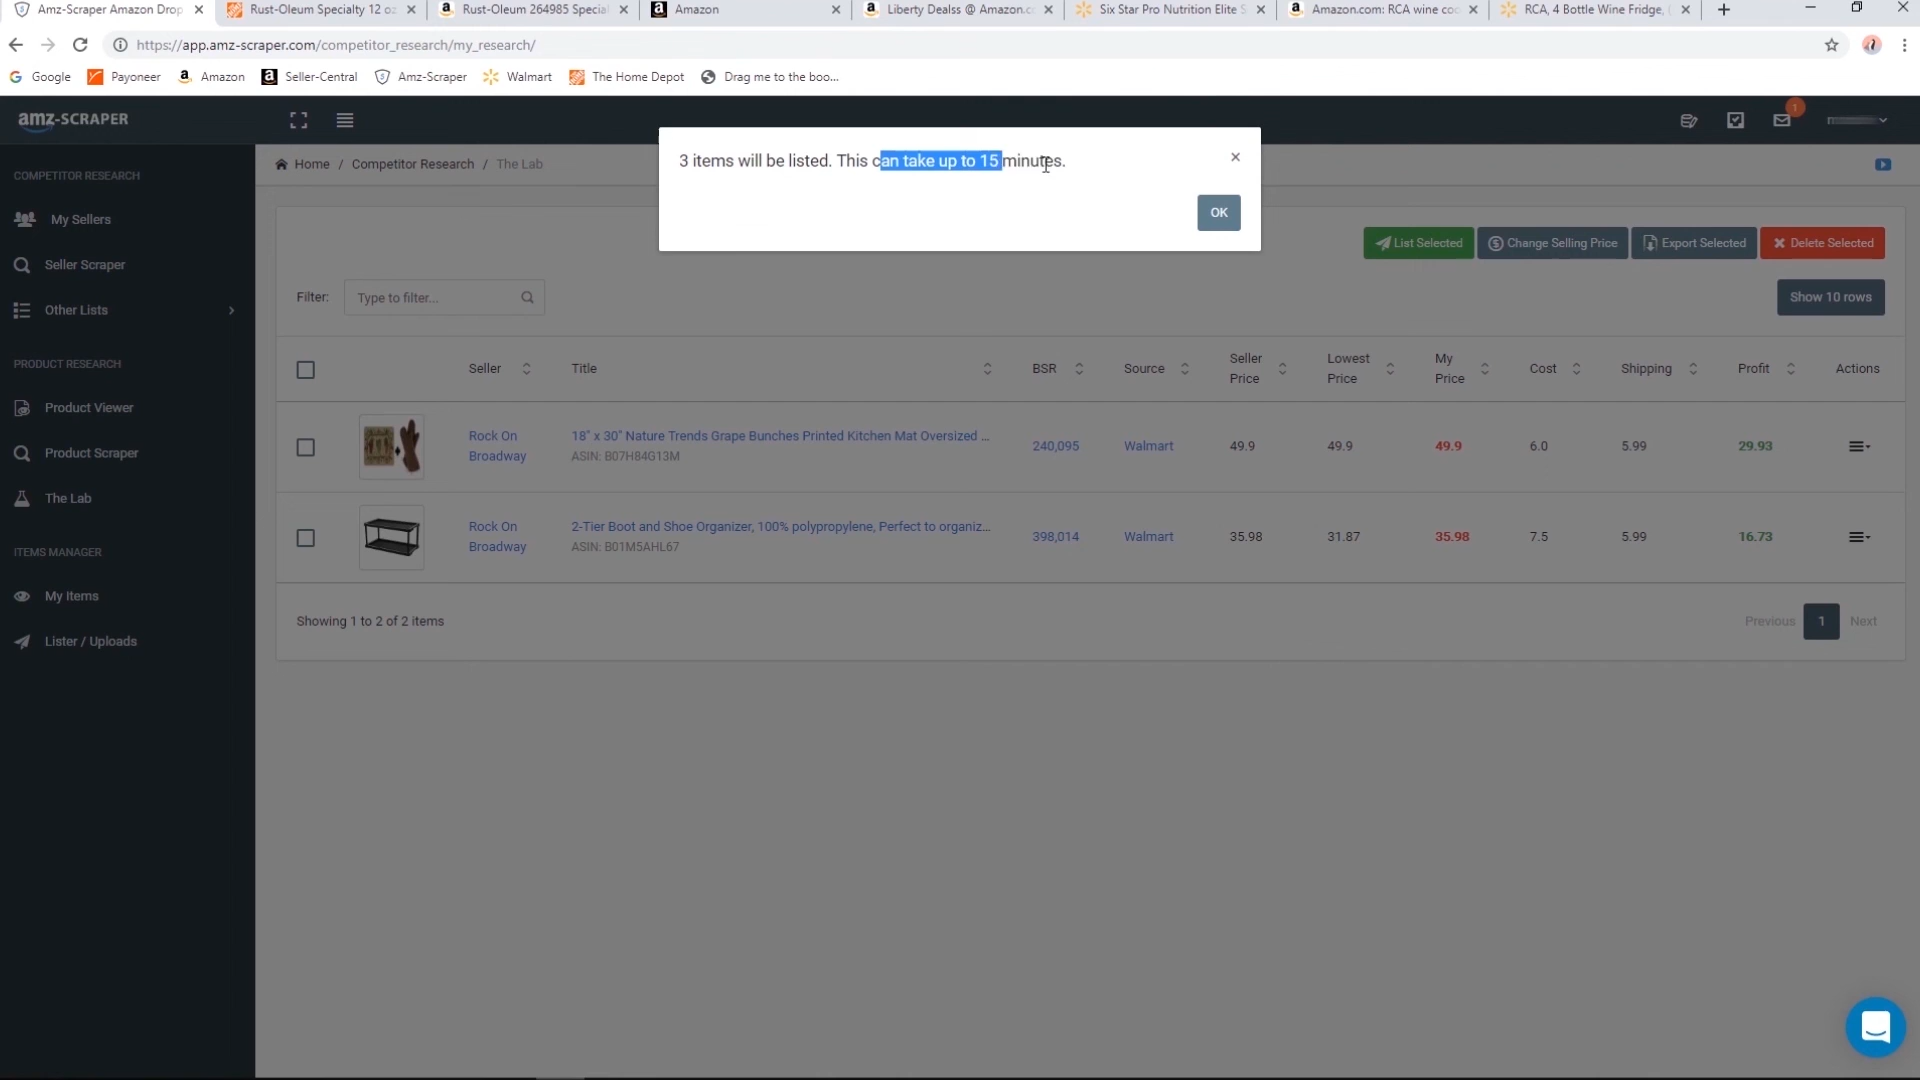 Amz-Scraper Amazon Drop
Rust-Oleum Specialty 12 oz
Rust-Oleum 264985 Special
Amazon
Liberty Dealss @ Amazon.c
Six Star Pro Nutrition Elite S
Amazon.com: RCA wine coo
RCA, 4 Bottle Wine Fridge, (
https://app.amz-scraper.com/competitor_research/my_research/
Google
Payoneer
Amazon
Seller-Central
Amz-Scraper
Walmart
The Home Depot
Drag me to the boo...
amz-SCRAPER
1
3 items will be listed. This can take up to 15 minutes.
×
OK
Home / Competitor Research / The Lab
COMPETITOR RESEARCH
My Sellers
Seller Scraper
Other Lists
PRODUCT RESEARCH
Product Viewer
Product Scraper
The Lab
ITEMS MANAGER
My Items
Lister / Uploads
List Selected
Change Selling Price
Export Selected
Delete Selected
Filter:
Type to filter...
Show 10 rows
Seller
Title
BSR
Source
Seller Price
Lowest Price
My Price
Cost
Shipping
Profit
Actions
Rock On Broadway
18" x 30" Nature Trends Grape Bunches Printed Kitchen Mat Oversized ...
ASIN: B07H84G13M
240,095
Walmart
49.9
49.9
49.9
6.0
5.99
29.93
Rock On Broadway
2-Tier Boot and Shoe Organizer, 100% polypropylene, Perfect to organiz...
ASIN: B01M5AHL67
398,014
Walmart
35.98
31.87
35.98
7.5
5.99
16.73
Showing 1 to 2 of 2 items
Previous
1
Next